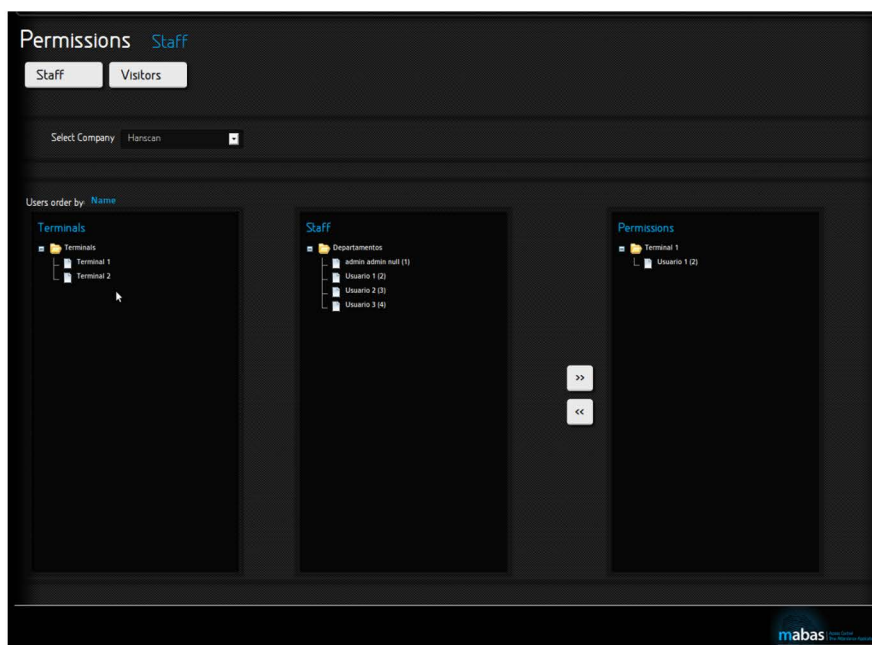 Permissions Staff
Staff Visitors
Select Company Hanscan
Users order by: Name
Terminals
Terminals
Terminal 1
Terminal 2
Staff
Departamentos
admin admin null (1)
Usuario 1 (2)
Usuario 2 (3)
Usuario 3 (4)
>>
<<
Permissions
Terminal 1
Usuario 1 (2)
mabas